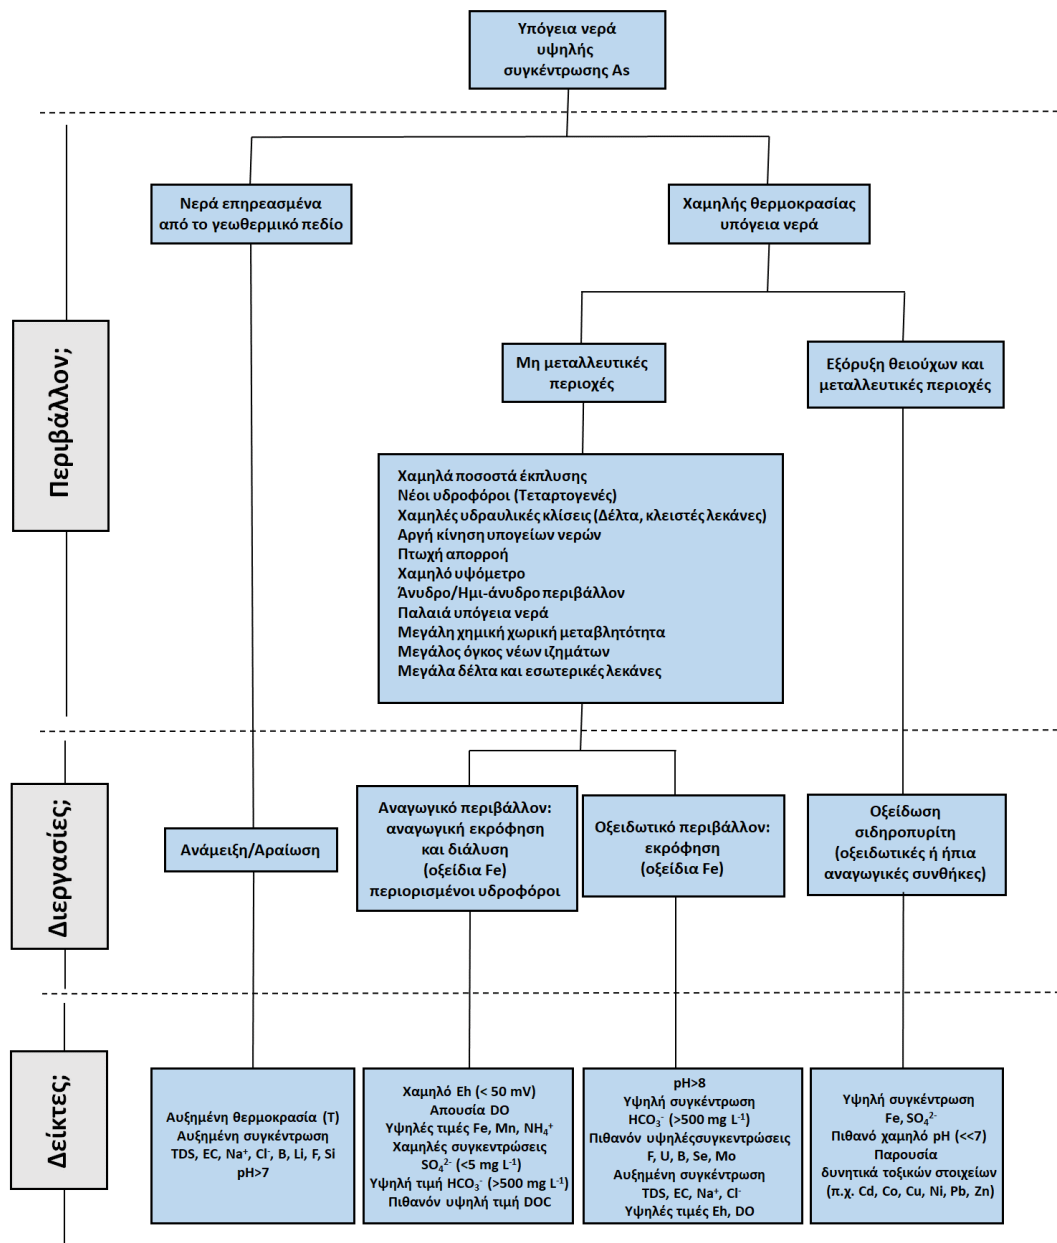 Υπόγεια νερά
υψηλής
συγκέντρωσης As
Περιβάλλον;
Νερά επηρεασμένα
από το γεωθερμικό πεδίο
Χαμηλής θερμοκρασίας
υπόγεια νερά
Μη μεταλλευτικές
περιοχές
Εξόρυξη θειούχων και
μεταλλευτικές περιοχές
Χαμηλά ποσοστά έκπλυσης
Νέοι υδροφόροι (Τεταρτογενές)
Χαμηλές υδραυλικές κλίσεις (Δέλτα, κλειστές λεκάνες)
Αργή κίνηση υπογείων νερών
Πτωχή απορροή
Χαμηλό υψόμετρο
Άνυδρο/Ημι-άνυδρο περιβάλλον
Παλαιά υπόγεια νερά
Μεγάλη χημική χωρική μεταβλητότητα
Μεγάλος όγκος νέων ιζημάτων
Μεγάλα δέλτα και εσωτερικές λεκάνες
Διεργασίες;
Ανάμειξη/Αραίωση
Αναγωγικό περιβάλλον:
αναγωγική εκρόφηση
και διάλυση
(οξείδια Fe)
περιορισμένοι υδροφόροι
Οξειδωτικό περιβάλλον:
εκρόφηση
(οξείδια Fe)
Οξείδωση
σιδηροπυρίτη
(οξειδωτικές ή ήπια
αναγωγικές συνθήκες)
Δείκτες;
Αυξημένη θερμοκρασία (T)
Αυξημένη συγκέντρωση
TDS, EC, Na⁺, Cl⁻, B, Li, F, Si
pH>7
Χαμηλό Eh (< 50 mV)
Απουσία DO
Υψηλές τιμές Fe, Mn, NH₄⁺
Χαμηλές συγκεντρώσεις
SO₄²⁻ (<5 mg L⁻¹)
Υψηλή τιμή HCO₃⁻ (>500 mg L⁻¹)
Πιθανόν υψηλή τιμή DOC
pH>8
Υψηλή συγκέντρωση
HCO₃⁻ (>500 mg L⁻¹)
Πιθανόν υψηλέςσυγκεντρώσεις
F, U, B, Se, Mo
Αυξημένη συγκέντρωση
TDS, EC, Na⁺, Cl⁻
Υψηλές τιμές Eh, DO
Υψηλή συγκέντρωση
Fe, SO₄²⁻
Πιθανό χαμηλό pH (<<7)
Παρουσία
δυνητικά τοξικών στοιχείων
(π.χ. Cd, Co, Cu, Ni, Pb, Zn)